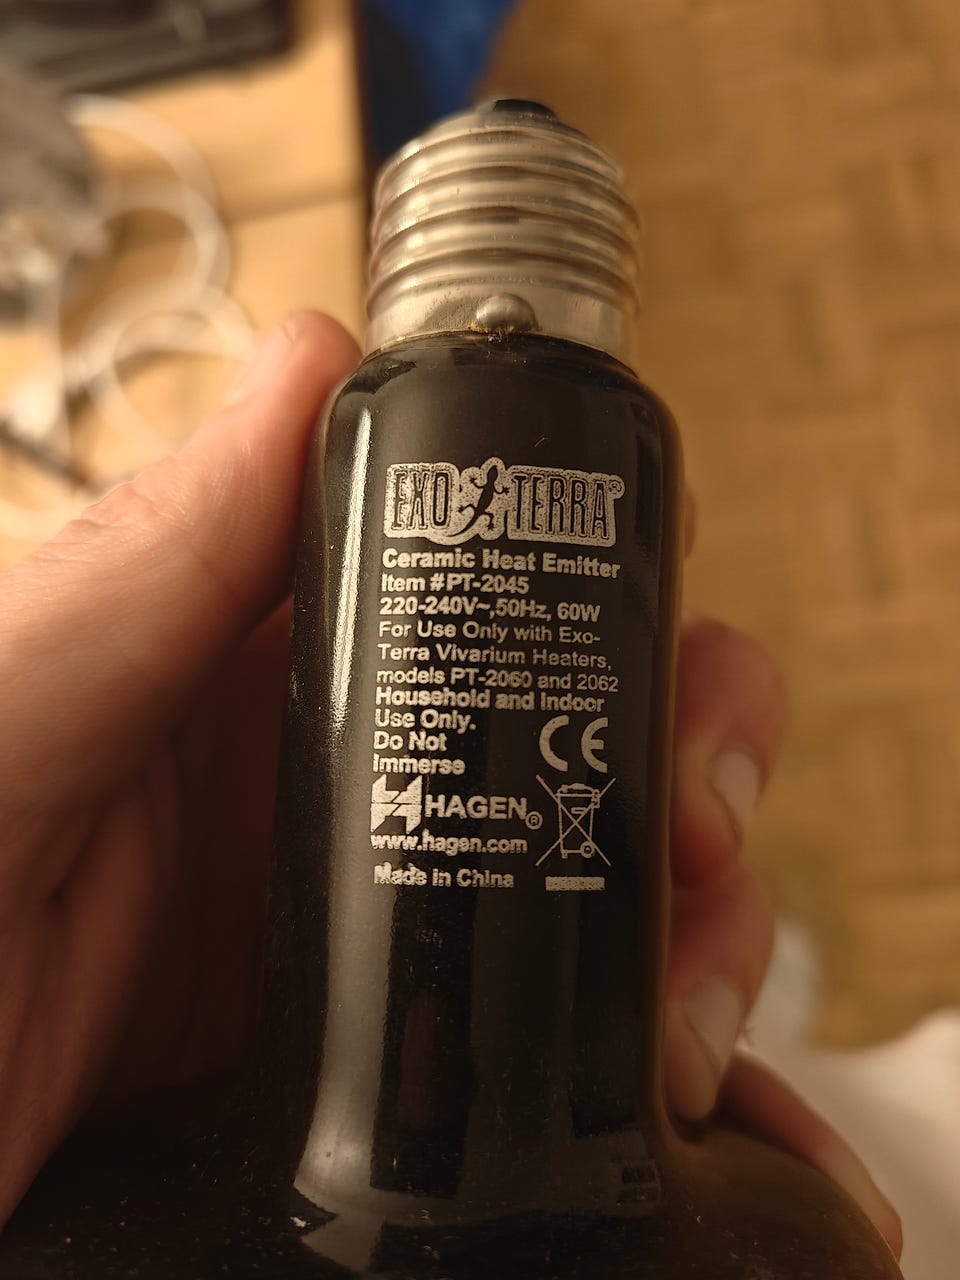 EXO TERRA®
Ceramic Heat Emitter
Item #PT-2045
220-240V~,50Hz, 60W
For Use Only with Exo-
Terra Vivarium Heaters,
models PT-2060 and 2062
Household and Indoor
Use Only.
Do Not
Immerse
CE
HAGEN®
www.hagen.com
Made in China